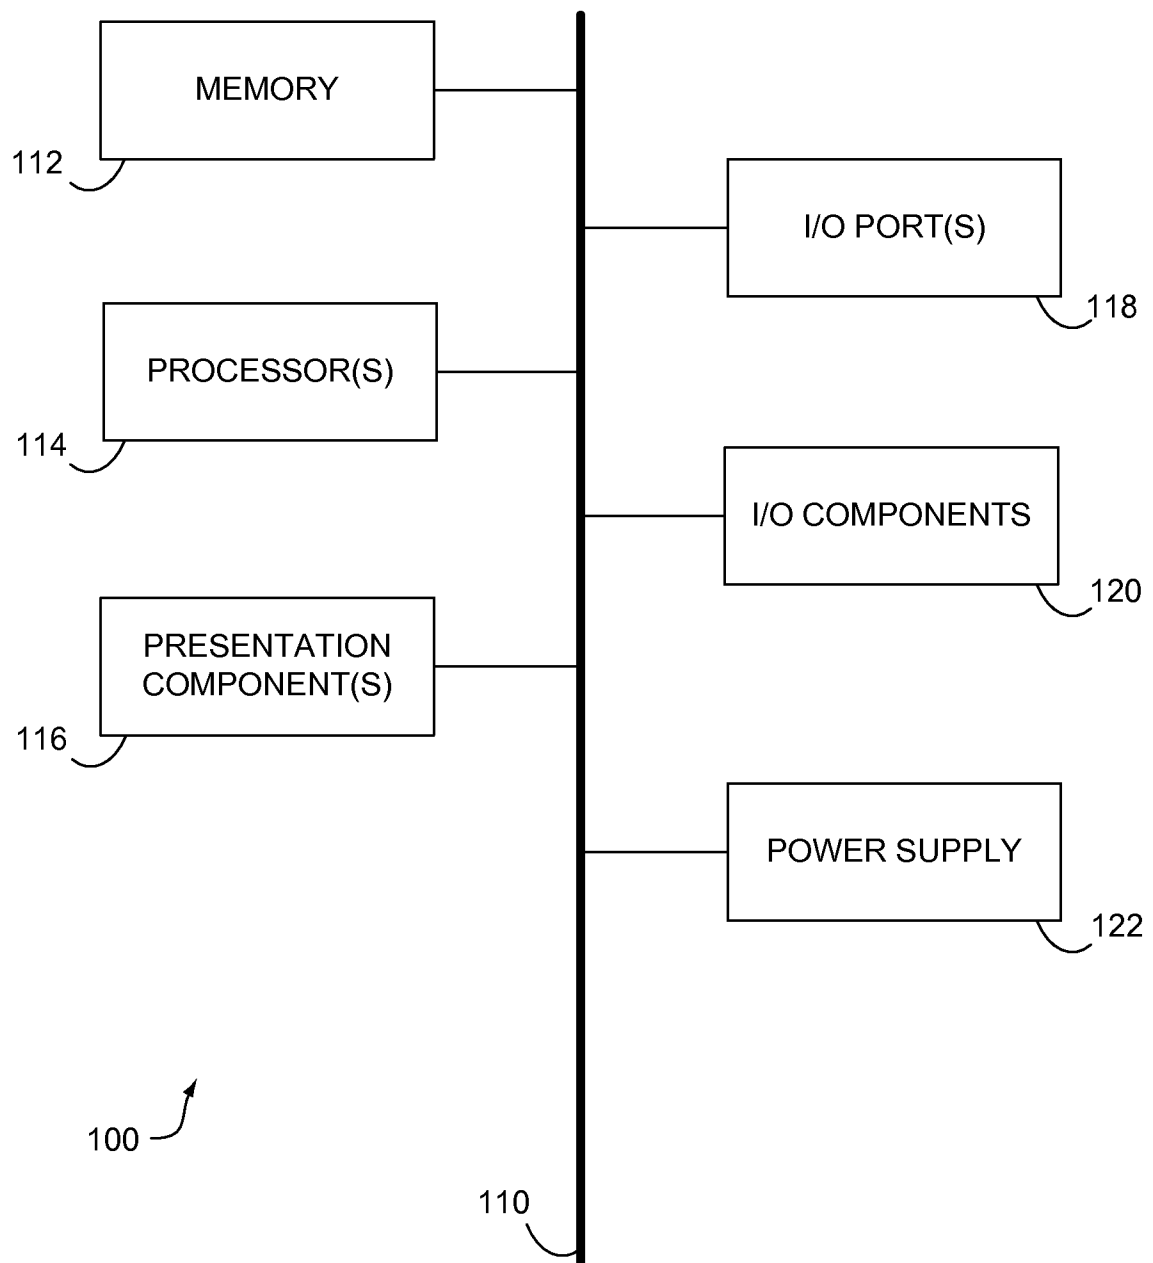 MEMORY
112
I/O PORT(S)
118
PROCESSOR(S)
114
I/O COMPONENTS
120
PRESENTATION
COMPONENT(S)
116
POWER SUPPLY
122
100
110